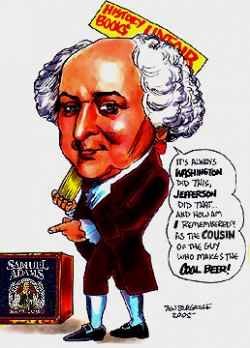 HISTORY
BOOKS
UNFAIR
IT'S ALWAYS
WASHINGTON
DID THIS,
JEFFERSON
DID THAT...
AND HOW AM
I REMEMBERED?
AS THE COUSIN
OF THE GUY
WHO MAKES THE
COOL BEER!
SAMUEL
ADAMS
2005